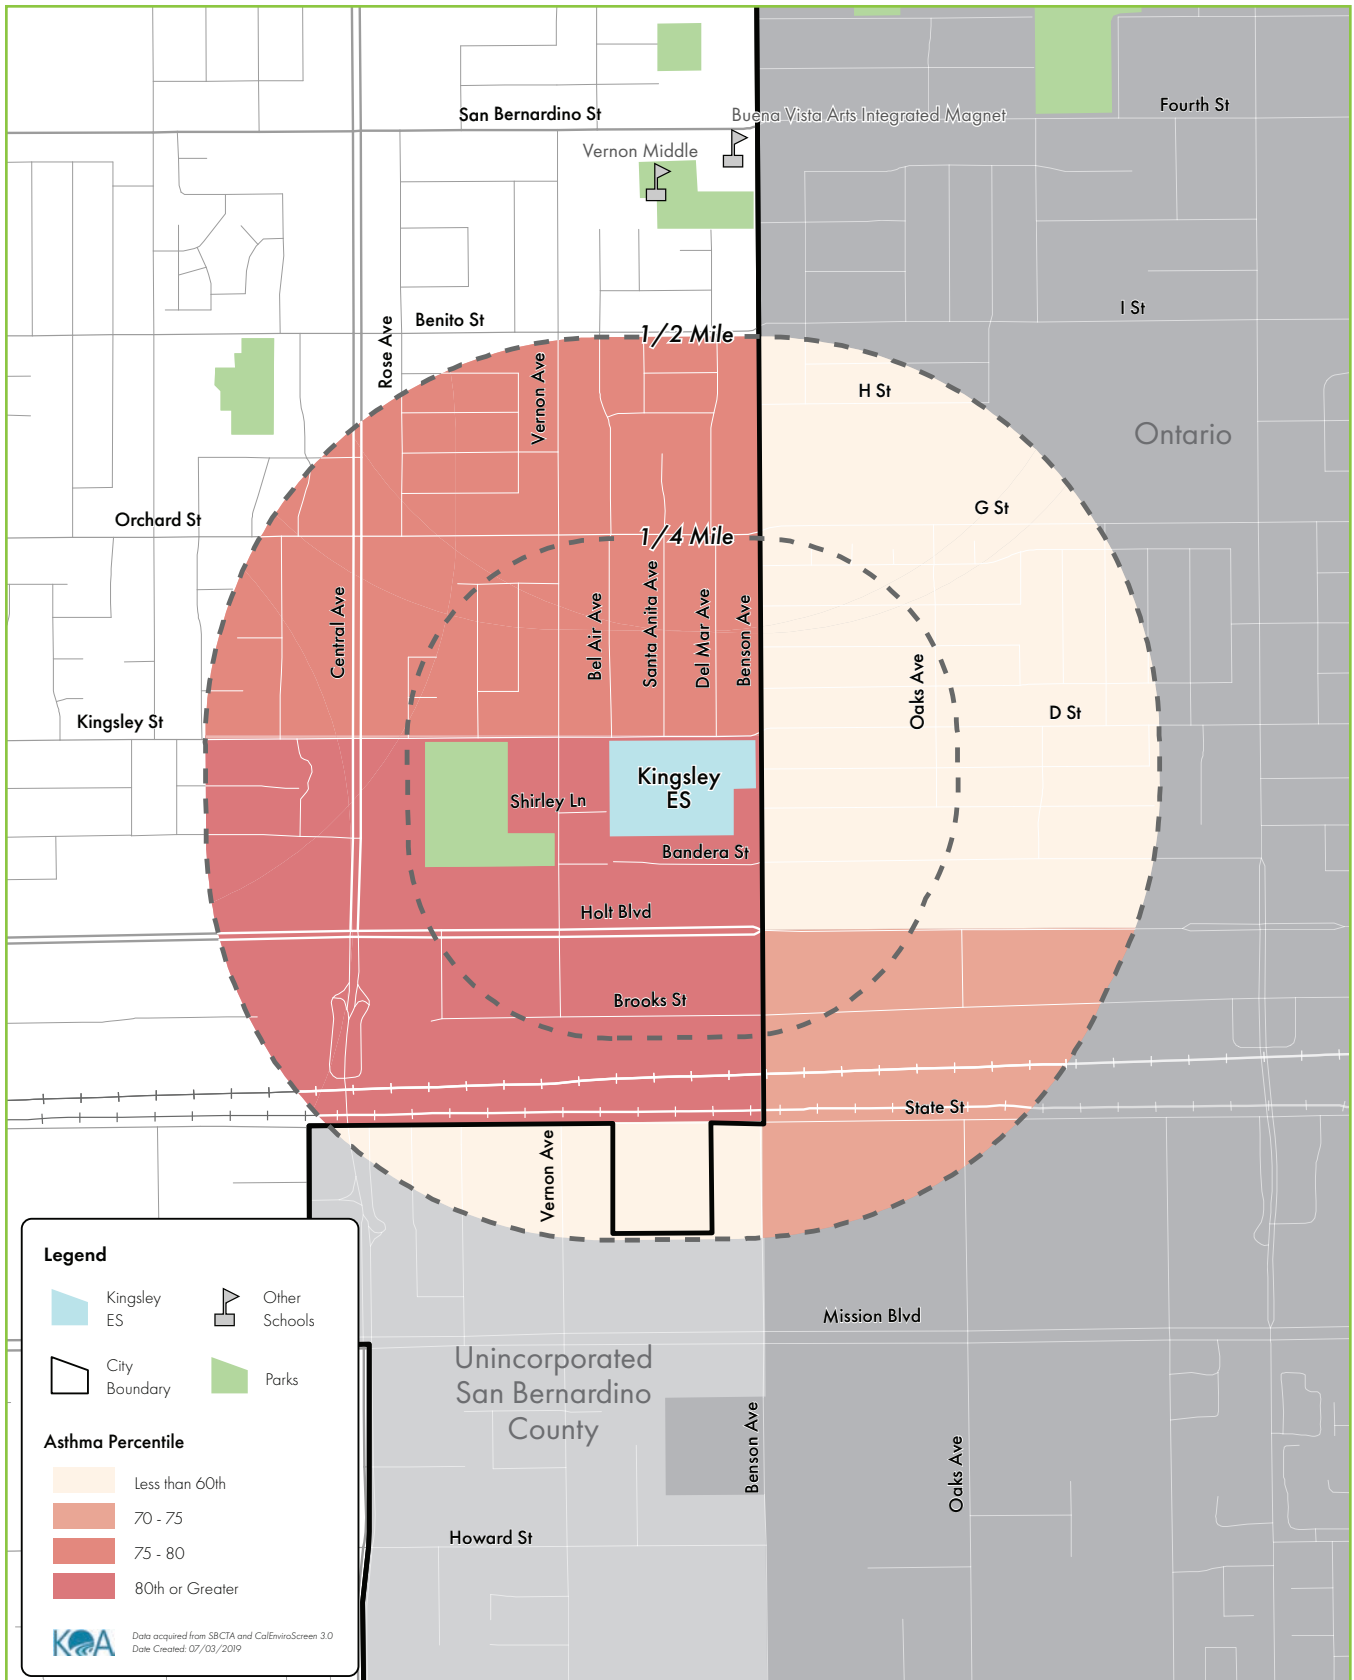 San Bernardino St
Buena Vista Arts Integrated Magnet
Fourth St
Vernon Middle
I St
Benito St
1/2 Mile
Rose Ave
Vernon Ave
H St
Ontario
G St
Orchard St
1/4 Mile
Central Ave
Bel Air Ave
Santa Anita Ave
Del Mar Ave
Benson Ave
Oaks Ave
D St
Kingsley St
Kingsley
ES
Shirley Ln
Bandera St
Holt Blvd
Brooks St
State St
Vernon Ave
Mission Blvd
Unincorporated
San Bernardino
County
Benson Ave
Oaks Ave
Howard St
Legend
Kingsley
ES
Other
Schools
City
Boundary
Parks
Asthma Percentile
Less than 60th
70 - 75
75 - 80
80th or Greater
KOA
Data acquired from SBCTA and CalEnviroScreen 3.0
Date Created: 07/03/2019